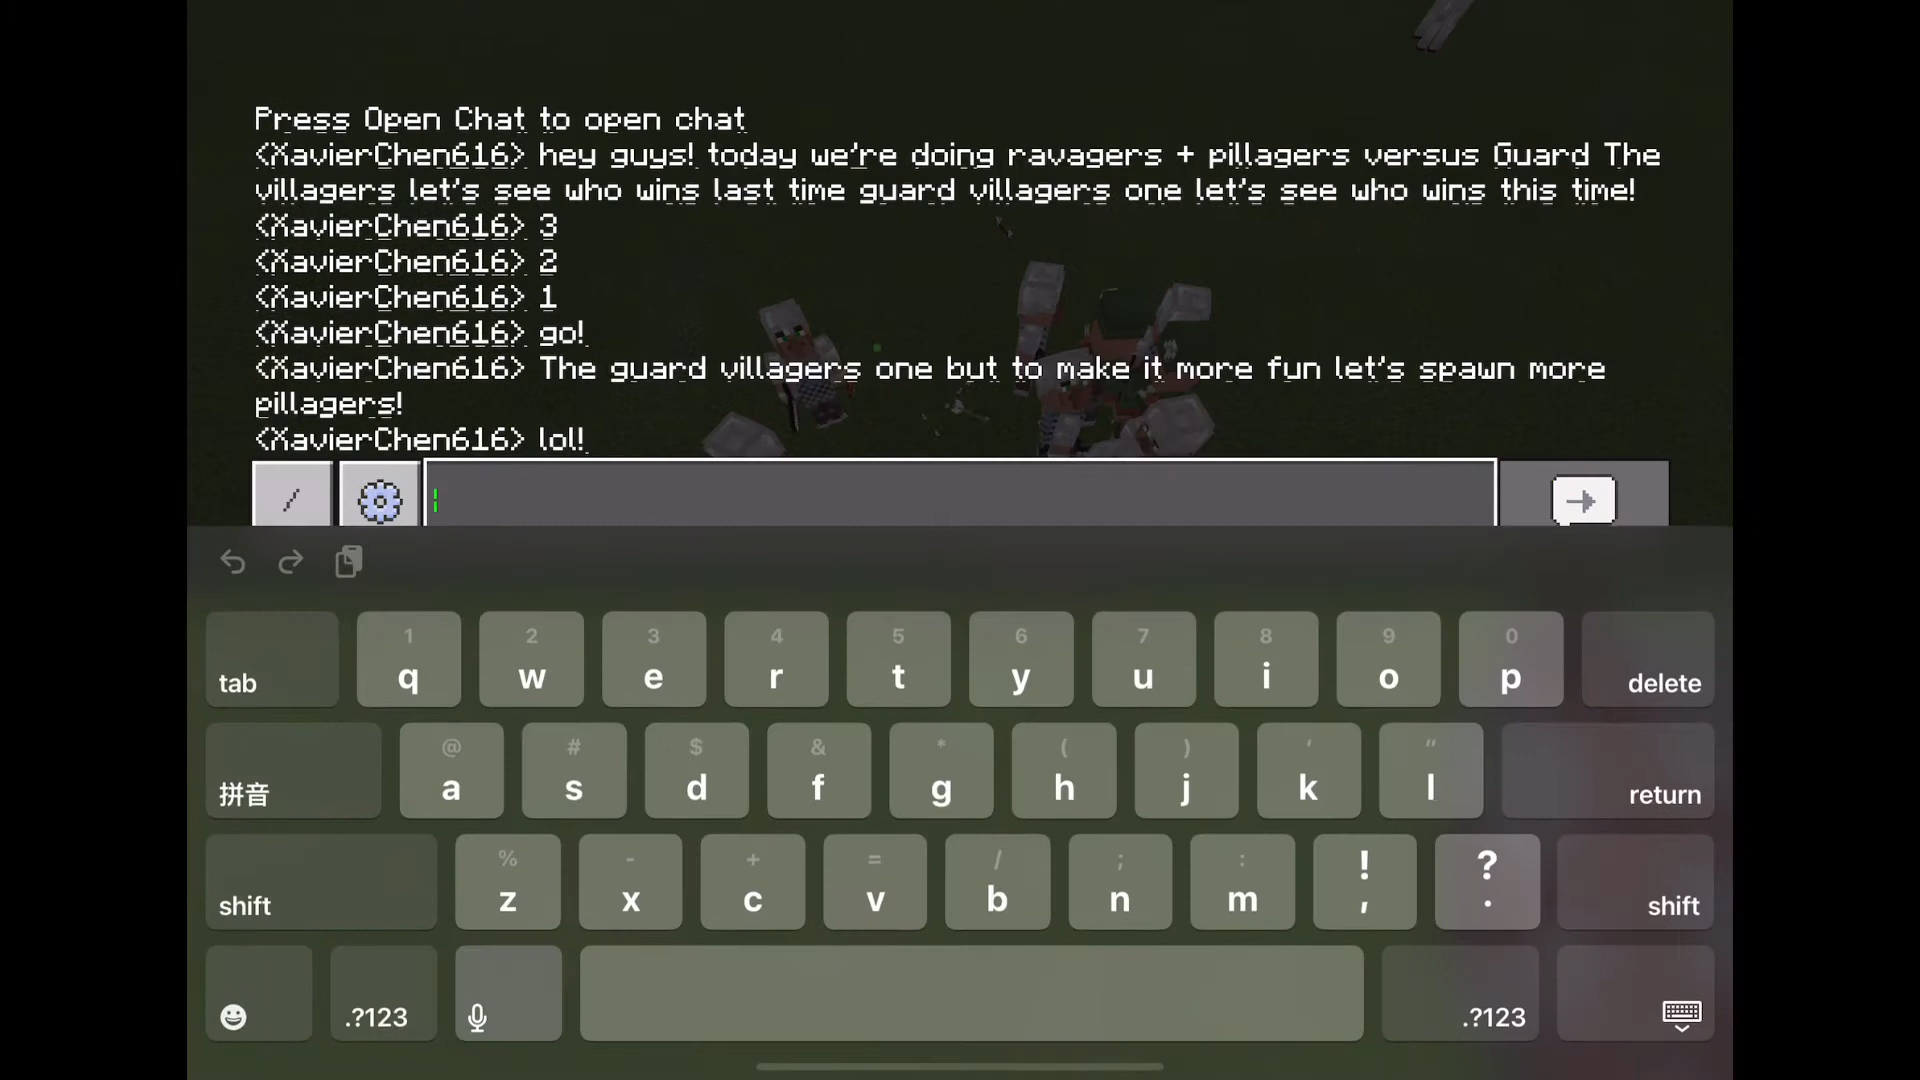 Press Open Chat to open chat
<XavierChen616> hey guys! today we're doing ravagers + pillagers versus Guard The
villagers let's see who wins last time guard villagers one let's see who wins this time!
<XavierChen616> 3
<XavierChen616> 2
<XavierChen616> 1
<XavierChen616> go!
<XavierChen616> The guard villagers one but to make it more fun let's spawn more
pillagers!
<XavierChen616> lol!
/
1 2 3 4 5 6 7 8 9 0
tab q w e r t y u i o p delete
@ # $ & * ( ) ' "
拼音 a s d f g h j k l return
% - + = / ; : ! ?
shift z x c v b n m , . shift
.?123 .?123